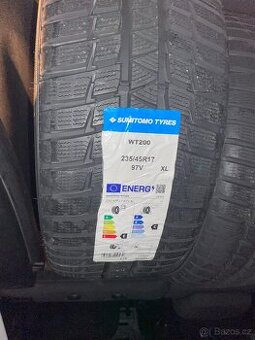 SUMITOMO TYRES
WT200
235/45R17
97V XL
ENERG
Bazos.cz